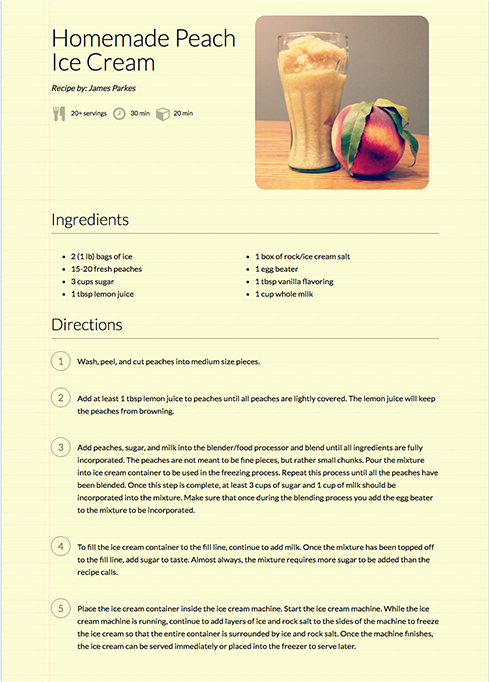 Homemade Peach
Ice Cream
Recipe by: James Parkes
20+ servings 30 min 20 min
Ingredients
2 (1 lb) bags of ice
15-20 fresh peaches
3 cups sugar
1 tbsp lemon juice
1 box of rock/ice cream salt
1 egg beater
1 tbsp vanilla flavoring
1 cup whole milk
Directions
1 Wash, peel, and cut peaches into medium size pieces.
2 Add at least 1 tbsp lemon juice to peaches until all peaches are lightly covered. The lemon juice will keep
the peaches from browning.
3 Add peaches, sugar, and milk into the blender/food processor and blend until all ingredients are fully
incorporated. The peaches are not meant to be fine pieces, but rather small chunks. Pour the mixture
into ice cream container to be used in the freezing process. Repeat this process until all the peaches have
been blended. Once this step is complete, at least 3 cups of sugar and 1 cup of milk should be
incorporated into the mixture. Make sure that once during the blending process you add the egg beater
to the mixture to be incorporated.
4 To fill the ice cream container to the fill line, continue to add milk. Once the mixture has been topped off
to the fill line, add sugar to taste. Almost always, the mixture requires more sugar to be added than the
recipe calls.
5 Place the ice cream container inside the ice cream machine. Start the ice cream machine. While the ice
cream machine is running, continue to add layers of ice and rock salt to the sides of the machine to freeze
the ice cream so that the entire container is surrounded by ice and rock salt. Once the machine finishes,
the ice cream can be served immediately or placed into the freezer to serve later.